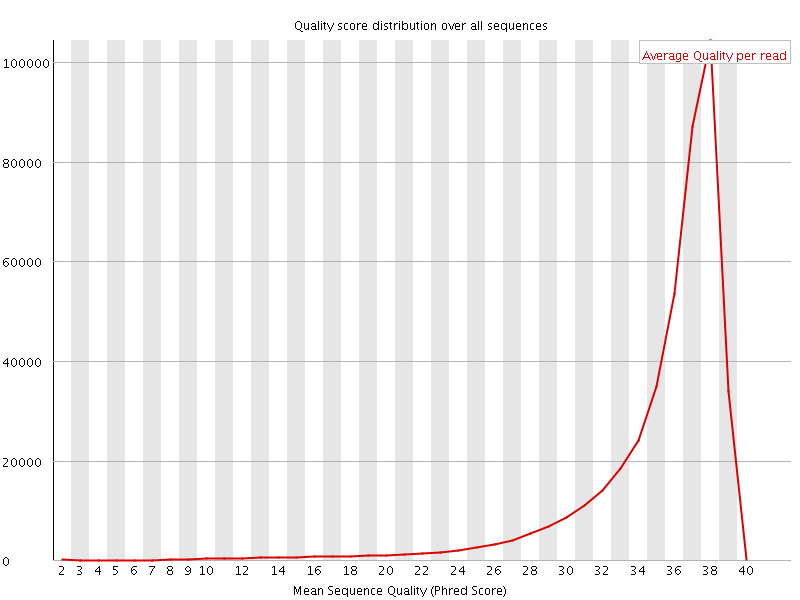 Quality score distribution over all sequences
Average Quality per read
100000
80000
60000
40000
20000
0
2 3 4 5 6 7 8 9 10 12 14 16 18 20 22 24 26 28 30 32 34 36 38 40
Mean Sequence Quality (Phred Score)